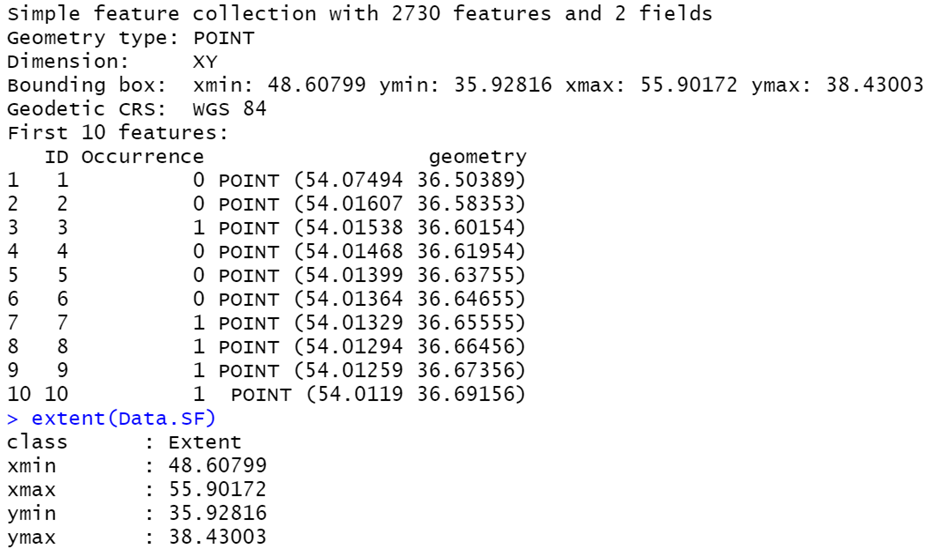 Simple feature collection with 2730 features and 2 fields
Geometry type: POINT
Dimension:     XY
Bounding box:  xmin: 48.60799 ymin: 35.92816 xmax: 55.90172 ymax: 38.43003
Geodetic CRS:  WGS 84
First 10 features:
   ID Occurrence                  geometry
1   1          0 POINT (54.07494 36.50389)
2   2          0 POINT (54.01607 36.58353)
3   3          1 POINT (54.01538 36.60154)
4   4          0 POINT (54.01468 36.61954)
5   5          0 POINT (54.01399 36.63755)
6   6          0 POINT (54.01364 36.64655)
7   7          1 POINT (54.01329 36.65555)
8   8          1 POINT (54.01294 36.66456)
9   9          1 POINT (54.01259 36.67356)
10 10          1  POINT (54.0119 36.69156)
> extent(Data.SF)
class      : Extent
xmin       : 48.60799
xmax       : 55.90172
ymin       : 35.92816
ymax       : 38.43003